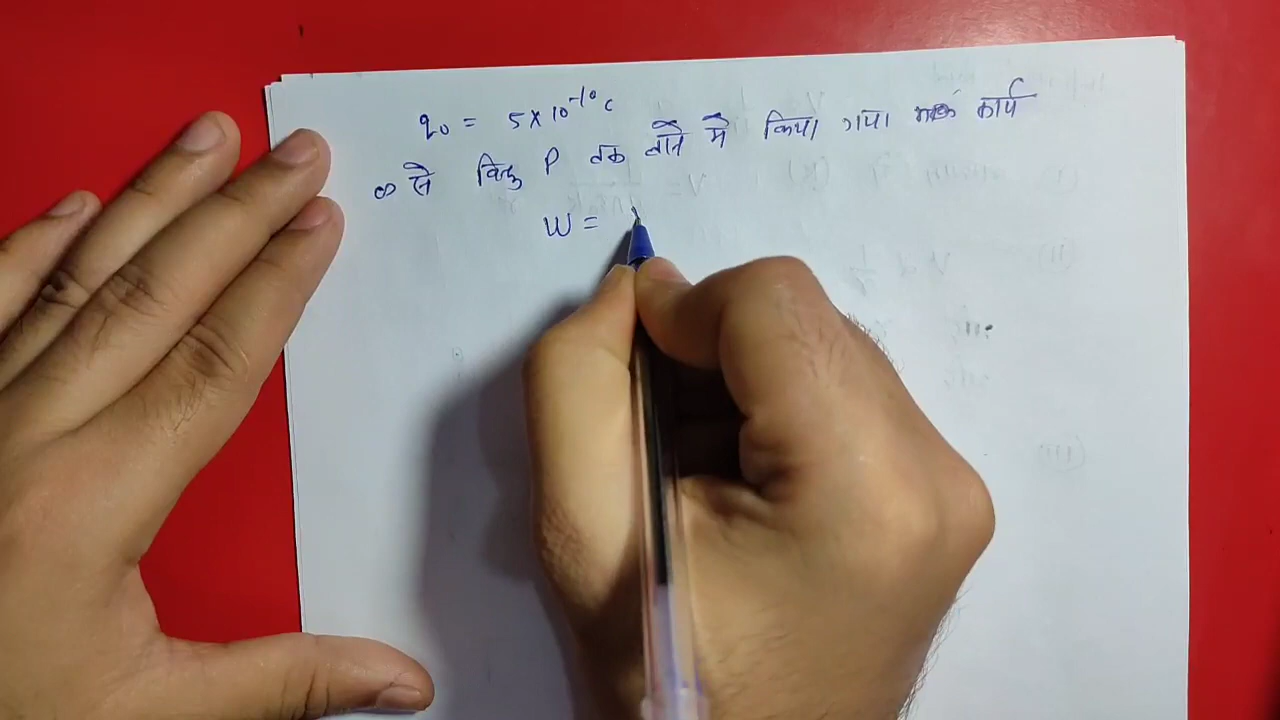 q₀ = 5 × 10⁻¹⁰ C
∞ से बिन्दु P तक लाने में किया गया कार्य
W =